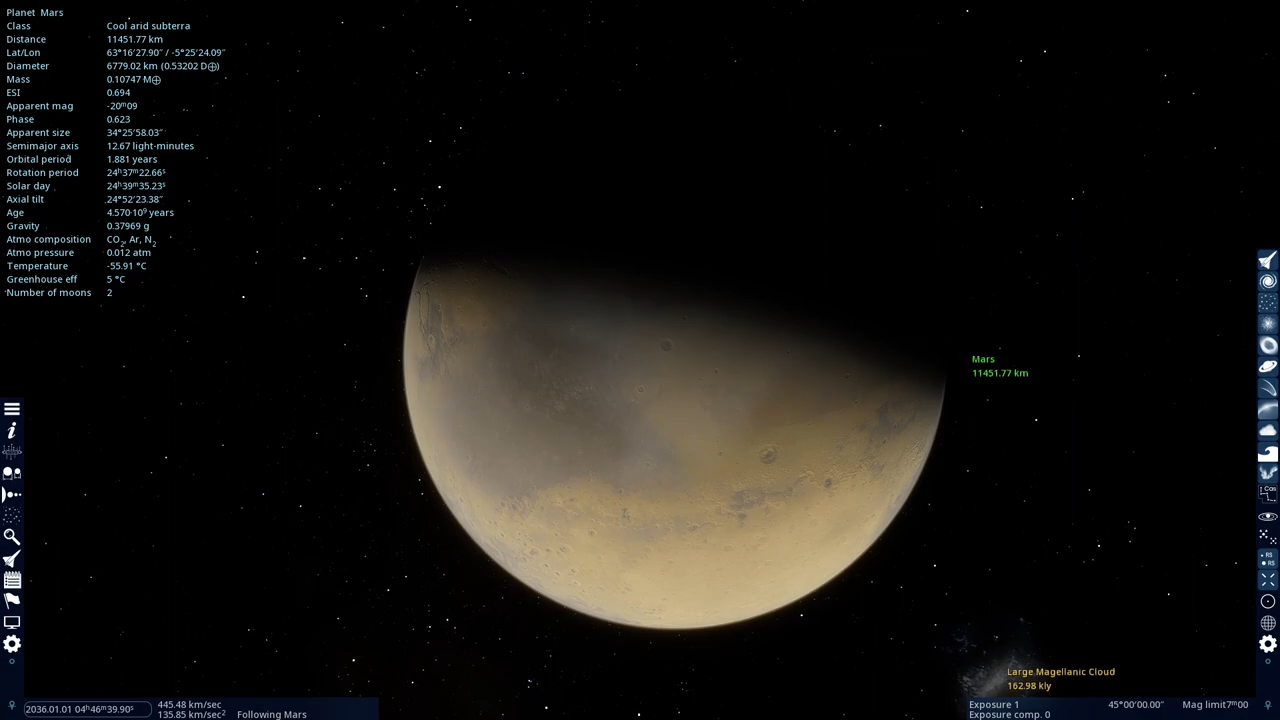 Planet Mars
Class Cool arid subterra
Distance 11451.77 km
Lat/Lon 63°16′27.90″ / -5°25′24.09″
Diameter 6779.02 km (0.53202 D⊕)
Mass 0.10747 M⊕
ESI 0.694
Apparent mag -20ᵐ09
Phase 0.623
Apparent size 34°25′58.03″
Semimajor axis 12.67 light-minutes
Orbital period 1.881 years
Rotation period 24ʰ37ᵐ22.66ˢ
Solar day 24ʰ39ᵐ35.23ˢ
Axial tilt 24°52′23.38″
Age 4.570·10⁹ years
Gravity 0.37969 g
Atmo composition CO₂, Ar, N₂
Atmo pressure 0.012 atm
Temperature -55.91 °C
Greenhouse eff 5 °C
Number of moons 2
Mars
11451.77 km
Cas
RS
RS
Large Magellanic Cloud
162.98 kly
2036.01.01 04ʰ46ᵐ39.90ˢ
445.48 km/sec
135.85 km/sec² Following Mars
Exposure 1 45°00′00.00″ Mag limit 7ᵐ00
Exposure comp. 0